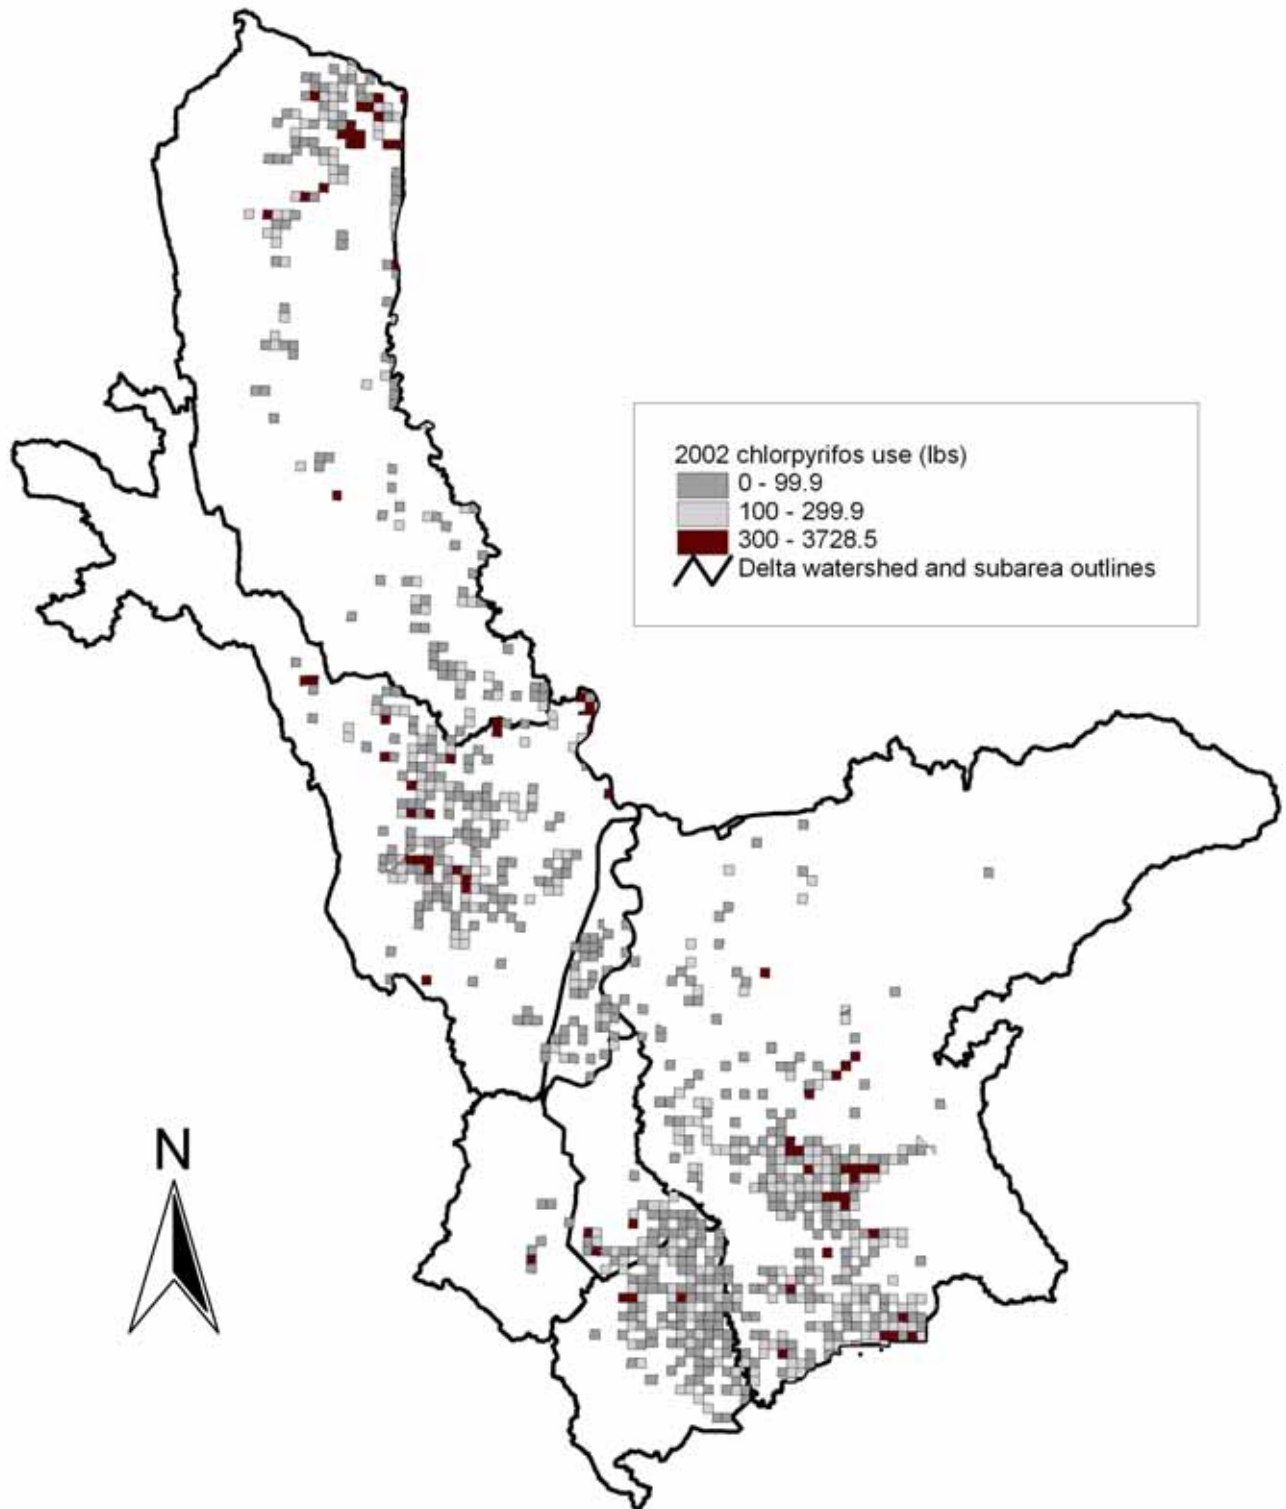 2002 chlorpyrifos use (lbs)
0 - 99.9
100 - 299.9
300 - 3728.5
Delta watershed and subarea outlines
N